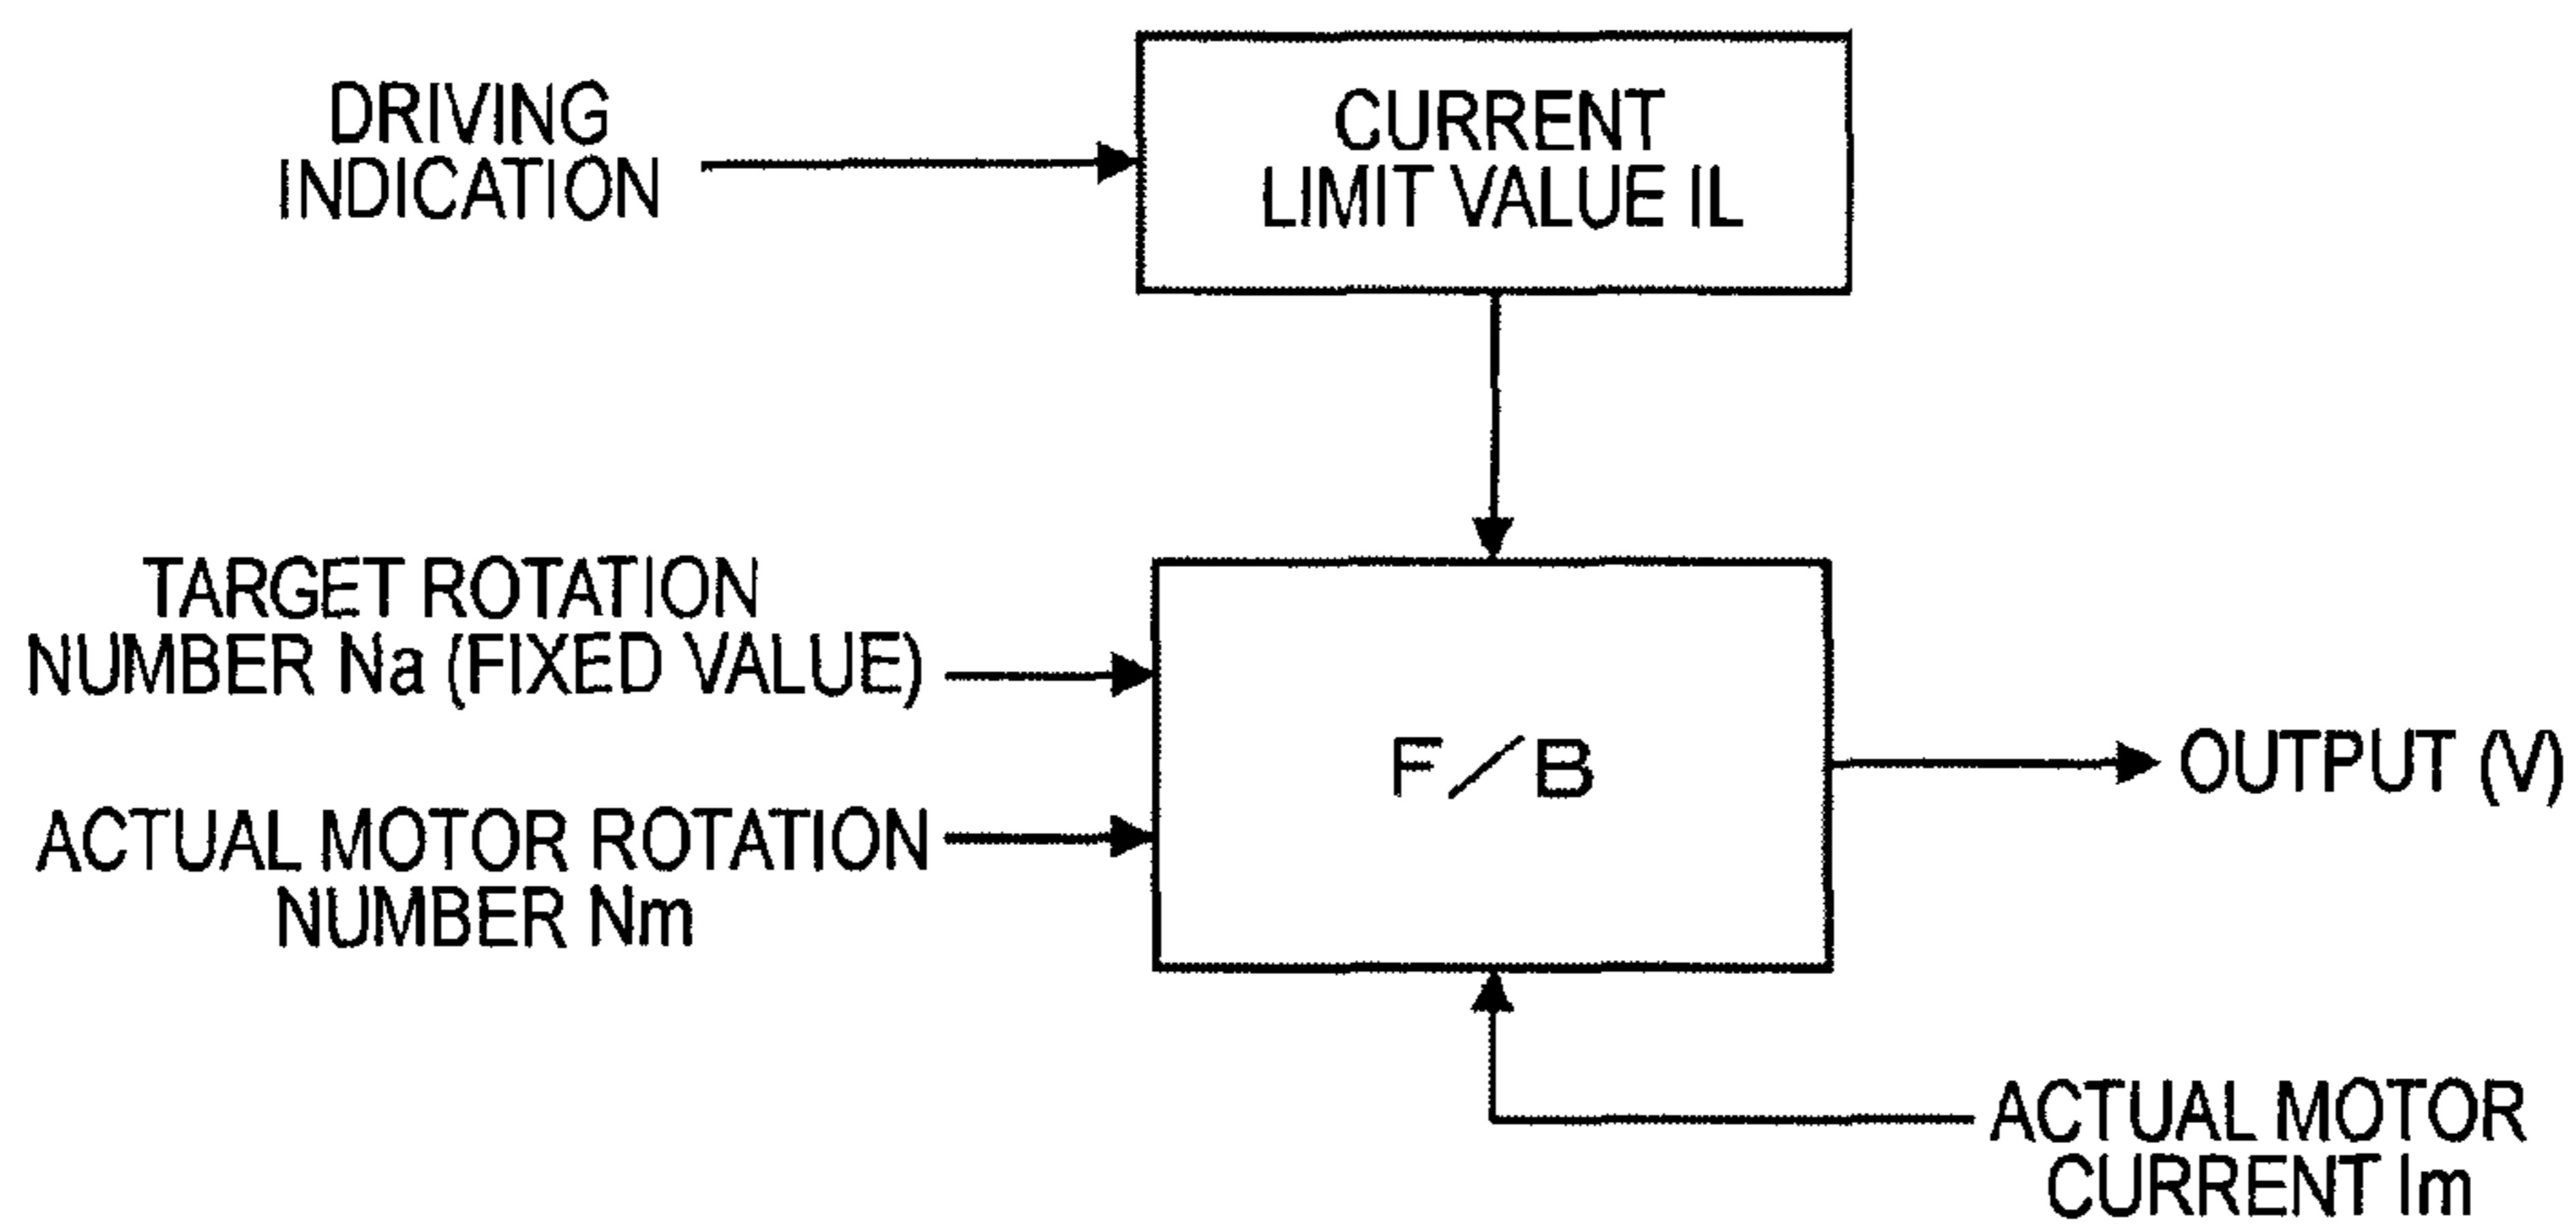 DRIVING
INDICATION
CURRENT
LIMIT VALUE IL
TARGET ROTATION
NUMBER Na (FIXED VALUE)
ACTUAL MOTOR ROTATION
NUMBER Nm
F/B
OUTPUT (V)
ACTUAL MOTOR
CURRENT Im